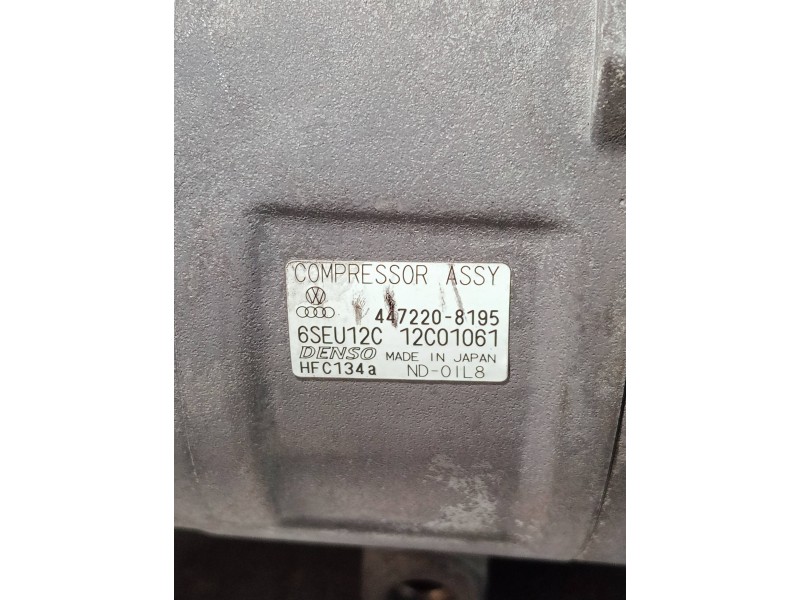 COMPRESSOR ASSY
447220-8195
6SEU12C 12C01061
DENSO MADE IN JAPAN
HFC134a ND-OIL8